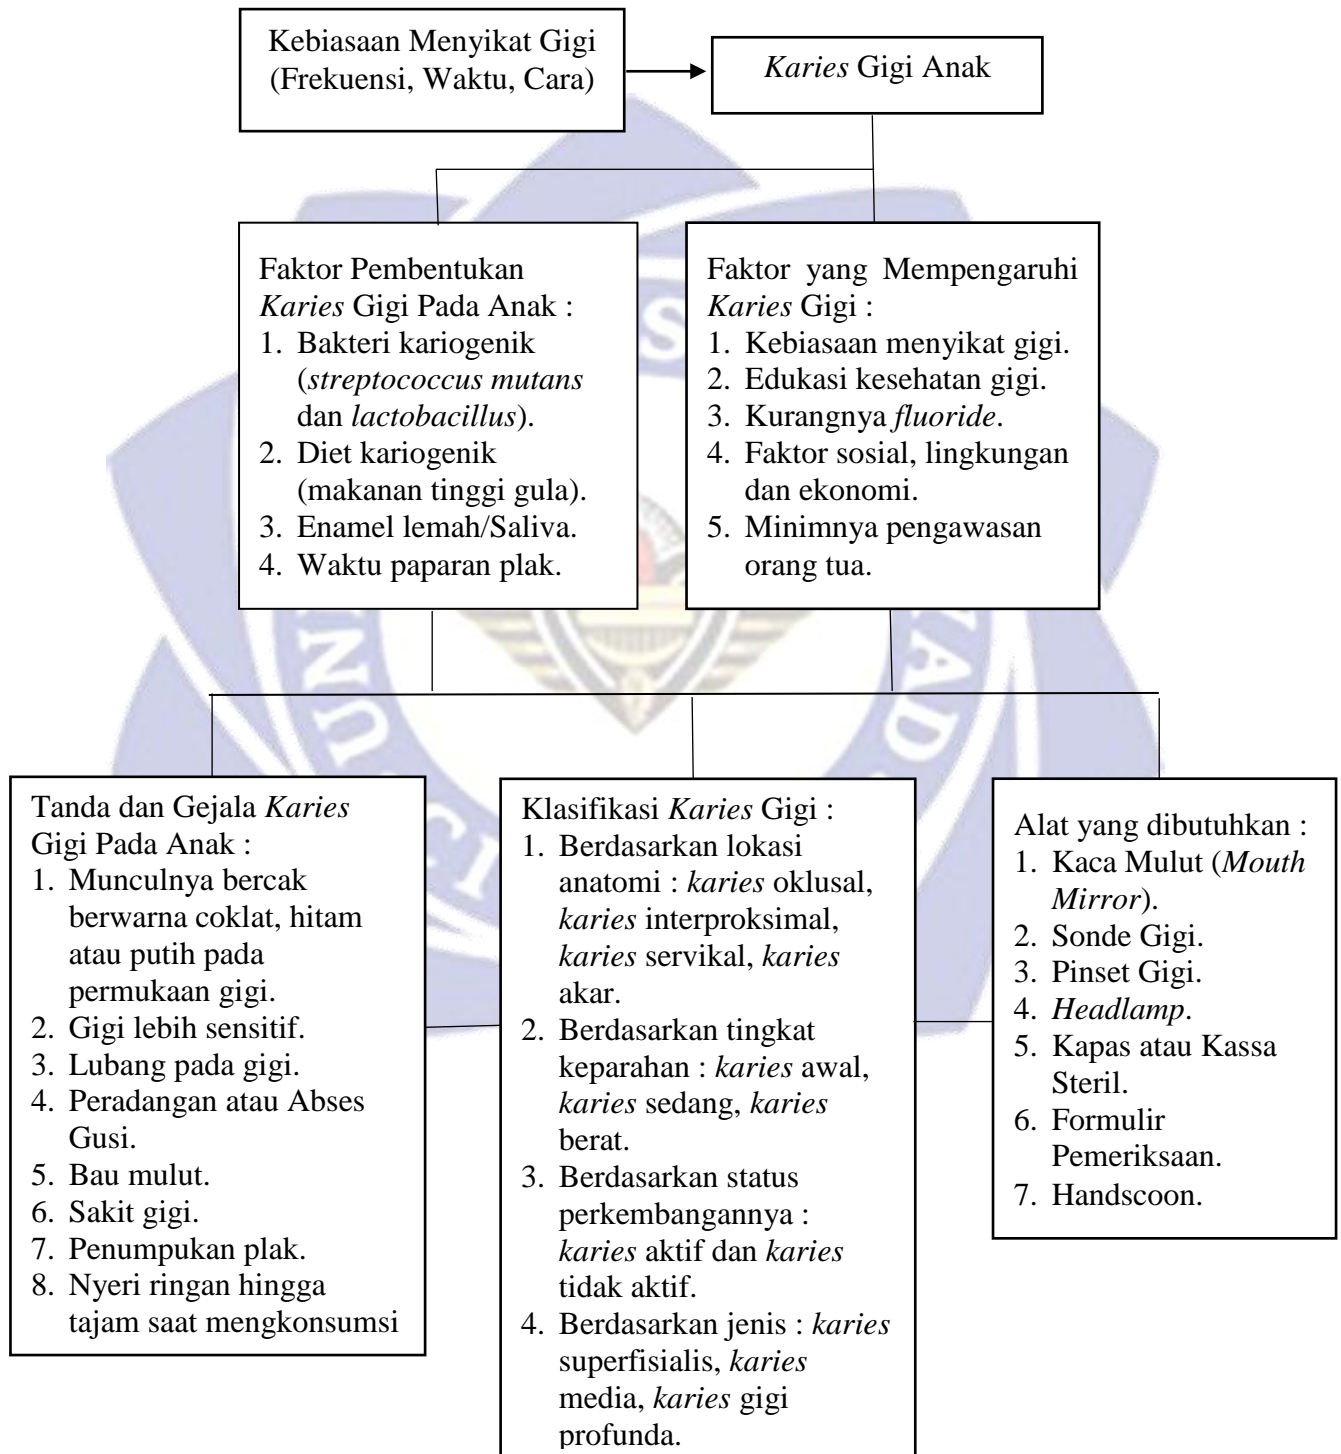 Kebiasaan Menyikat Gigi
(Frekuensi, Waktu, Cara)
Karies Gigi Anak
Faktor Pembentukan
Karies Gigi Pada Anak :
1. Bakteri kariogenik
(streptococcus mutans
dan lactobacillus).
2. Diet kariogenik
(makanan tinggi gula).
3. Enamel lemah/Saliva.
4. Waktu paparan plak.
Faktor yang Mempengaruhi
Karies Gigi :
1. Kebiasaan menyikat gigi.
2. Edukasi kesehatan gigi.
3. Kurangnya fluoride.
4. Faktor sosial, lingkungan
dan ekonomi.
5. Minimnya pengawasan
orang tua.
Tanda dan Gejala Karies
Gigi Pada Anak :
1. Munculnya bercak
berwarna coklat, hitam
atau putih pada
permukaan gigi.
2. Gigi lebih sensitif.
3. Lubang pada gigi.
4. Peradangan atau Abses
Gusi.
5. Bau mulut.
6. Sakit gigi.
7. Penumpukan plak.
8. Nyeri ringan hingga
tajam saat mengkonsumsi
Klasifikasi Karies Gigi :
1. Berdasarkan lokasi
anatomi : karies oklusal,
karies interproksimal,
karies servikal, karies
akar.
2. Berdasarkan tingkat
keparahan : karies awal,
karies sedang, karies
berat.
3. Berdasarkan status
perkembangannya :
karies aktif dan karies
tidak aktif.
4. Berdasarkan jenis : karies
superfisialis, karies
media, karies gigi
profunda.
Alat yang dibutuhkan :
1. Kaca Mulut (Mouth
Mirror).
2. Sonde Gigi.
3. Pinset Gigi.
4. Headlamp.
5. Kapas atau Kassa
Steril.
6. Formulir
Pemeriksaan.
7. Handscoon.